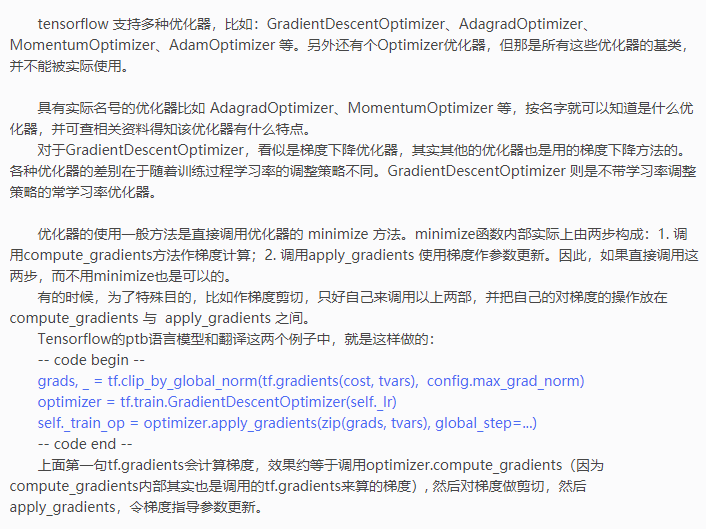 tensorflow 支持多种优化器，比如：GradientDescentOptimizer、AdagradOptimizer、
MomentumOptimizer、AdamOptimizer 等。另外还有个Optimizer优化器，但那是所有这些优化器的基类，
并不能被实际使用。
具有实际名号的优化器比如 AdagradOptimizer、MomentumOptimizer 等，按名字就可以知道是什么优
化器，并可查相关资料得知该优化器有什么特点。
对于GradientDescentOptimizer，看似是梯度下降优化器，其实其他的优化器也是用的梯度下降方法的。
各种优化器的差别在于随着训练过程学习率的调整策略不同。GradientDescentOptimizer 则是不带学习率调整
策略的常学习率优化器。
优化器的使用一般方法是直接调用优化器的 minimize 方法。minimize函数内部实际上由两步构成：1. 调
用compute_gradients方法作梯度计算；2. 调用apply_gradients 使用梯度作参数更新。因此，如果直接调用这
两步，而不用minimize也是可以的。
有的时候，为了特殊目的，比如作梯度剪切，只好自己来调用以上两部，并把自己的对梯度的操作放在
compute_gradients 与  apply_gradients 之间。
Tensorflow的ptb语言模型和翻译这两个例子中，就是这样做的：
-- code begin --
grads, _ = tf.clip_by_global_norm(tf.gradients(cost, tvars),  config.max_grad_norm)
optimizer = tf.train.GradientDescentOptimizer(self._lr)
self._train_op = optimizer.apply_gradients(zip(grads, tvars), global_step=...)
-- code end --
上面第一句tf.gradients会计算梯度，效果约等于调用optimizer.compute_gradients（因为
compute_gradients内部其实也是调用的tf.gradients来算的梯度）, 然后对梯度做剪切，然后
apply_gradients，令梯度指导参数更新。